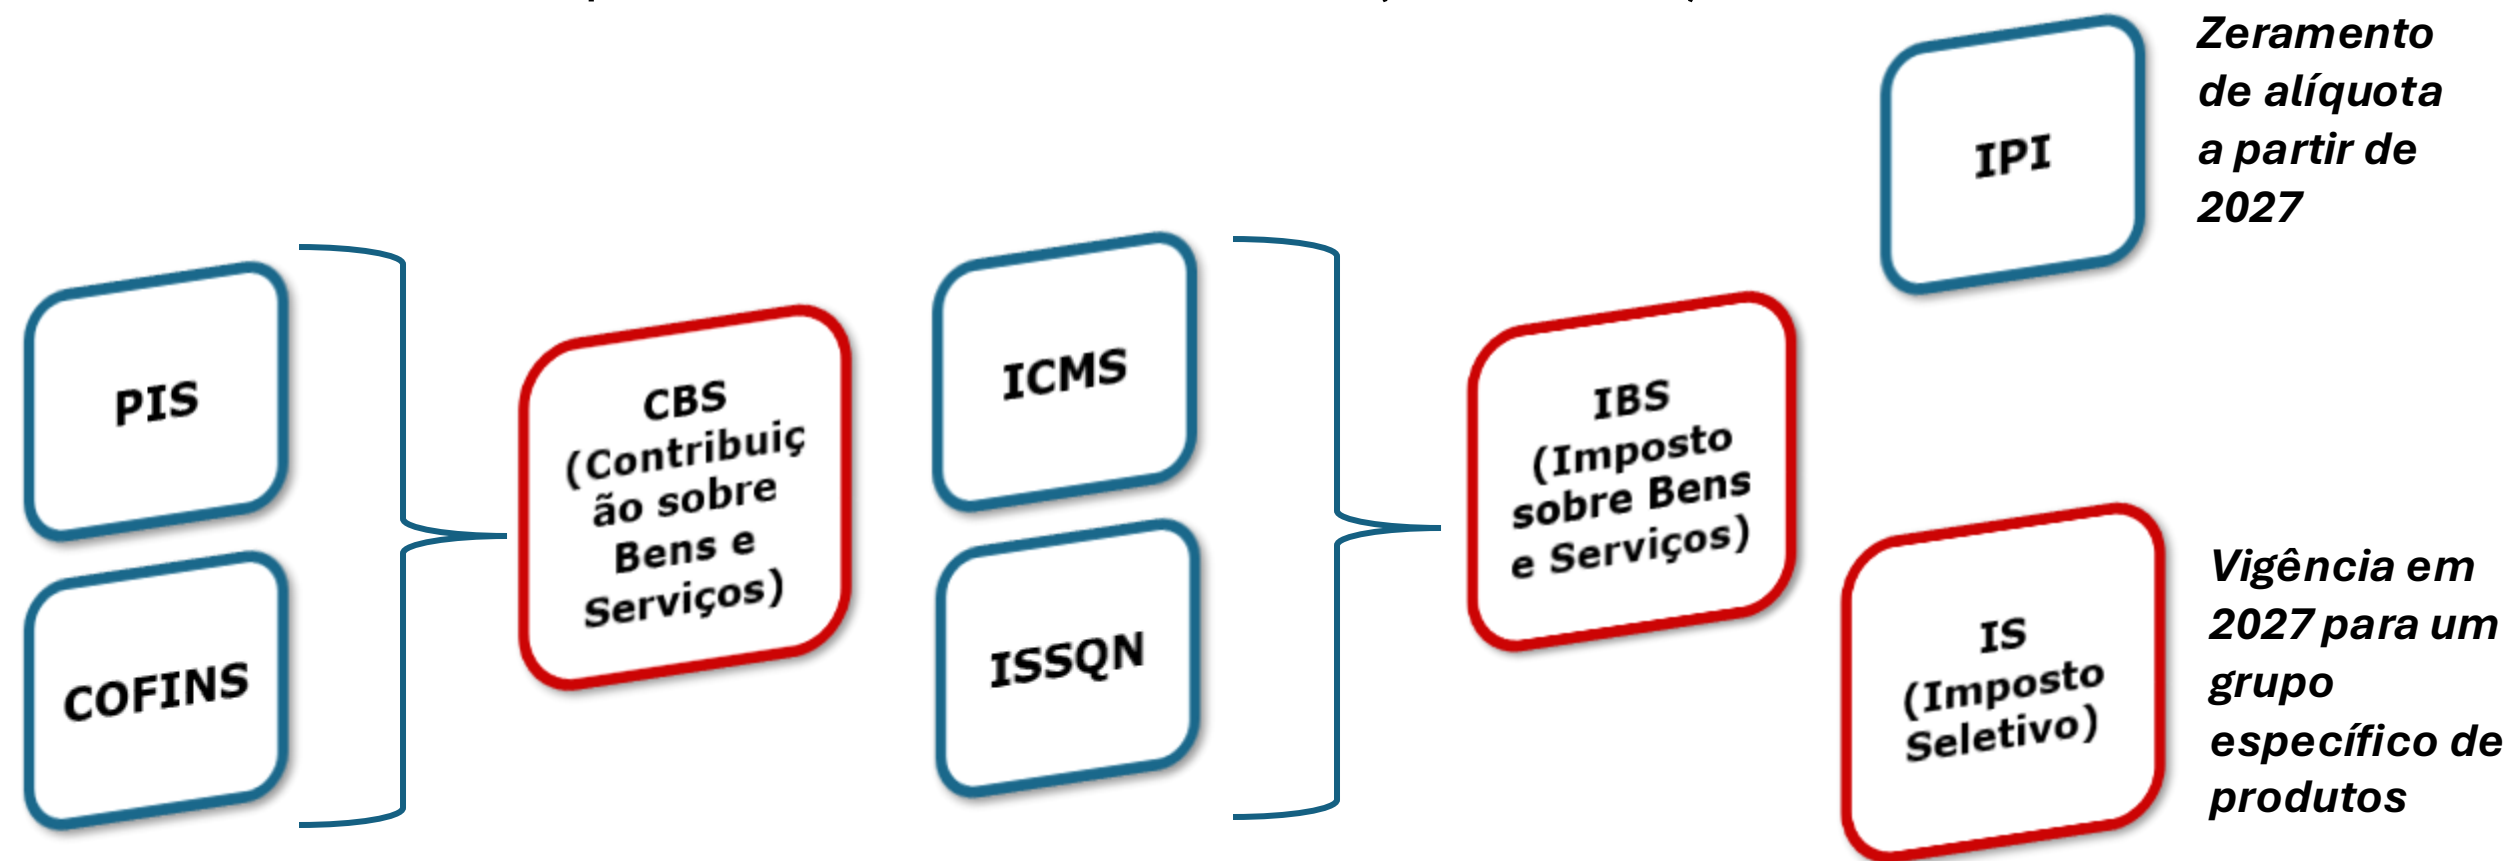 PIS
COFINS
CBS
(Contribuiç
ão sobre
Bens e
Serviços)
ICMS
ISSQN
IBS
(Imposto
sobre Bens
e Serviços)
IPI
Zeramento
de alíquota
a partir de
2027
IS
(Imposto
Seletivo)
Vigência em
2027 para um
grupo
específico de
produtos